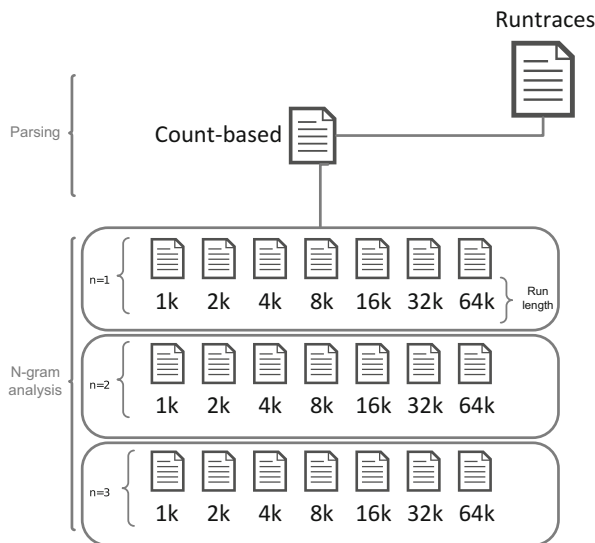 Runtraces
Parsing
Count-based
n=1
1k 2k 4k 8k 16k 32k 64k
Run
length
N-gram
analysis
n=2
1k 2k 4k 8k 16k 32k 64k
n=3
1k 2k 4k 8k 16k 32k 64k